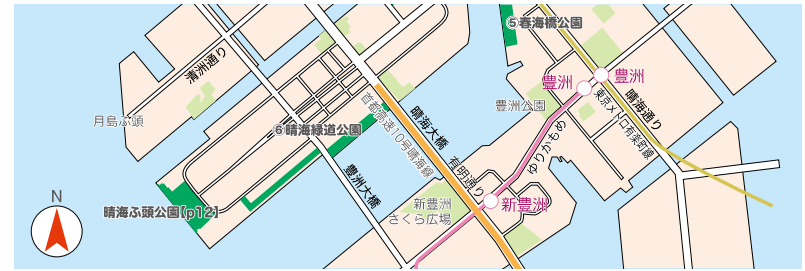 ⑤春海橋公園
清洲通り
豊洲
豊洲
月島ふ頭
首都高速10号晴海線
晴海大橋
豊洲公園
東京メトロ有楽町線
晴海通り
⑥晴海緑道公園
ゆりかもめ
有明通り
豊洲大橋
晴海ふ頭公園【p12】
新豊洲
さくら広場
新豊洲
N